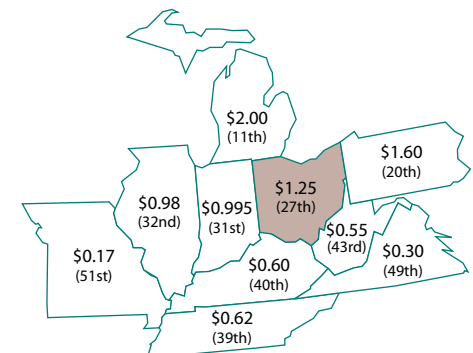 $2.00
(11th)
$1.60
(20th)
$1.25
(27th)
$0.98
(32nd)
$0.995
(31st)
$0.55
(43rd)
$0.17
(51st)
$0.60
(40th)
$0.30
(49th)
$0.62
(39th)